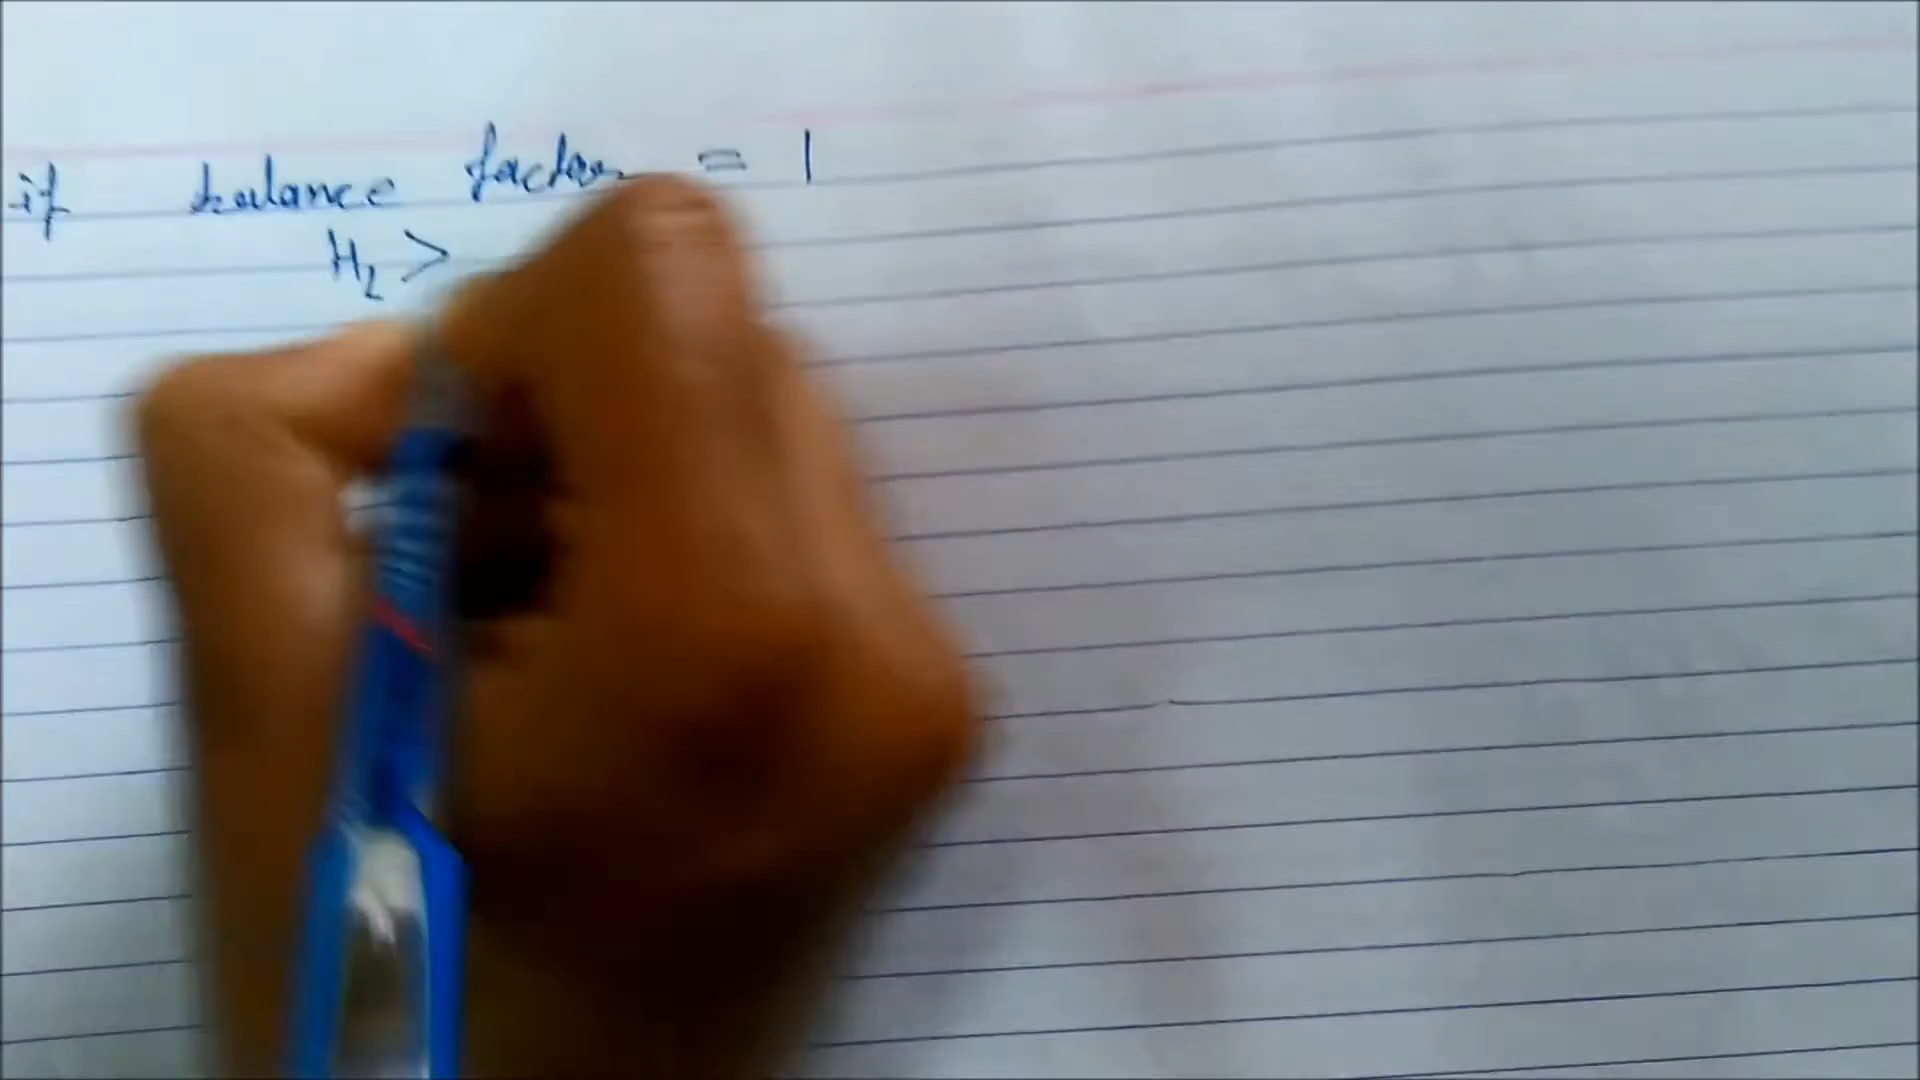 if balance factor = 1
H₂ >